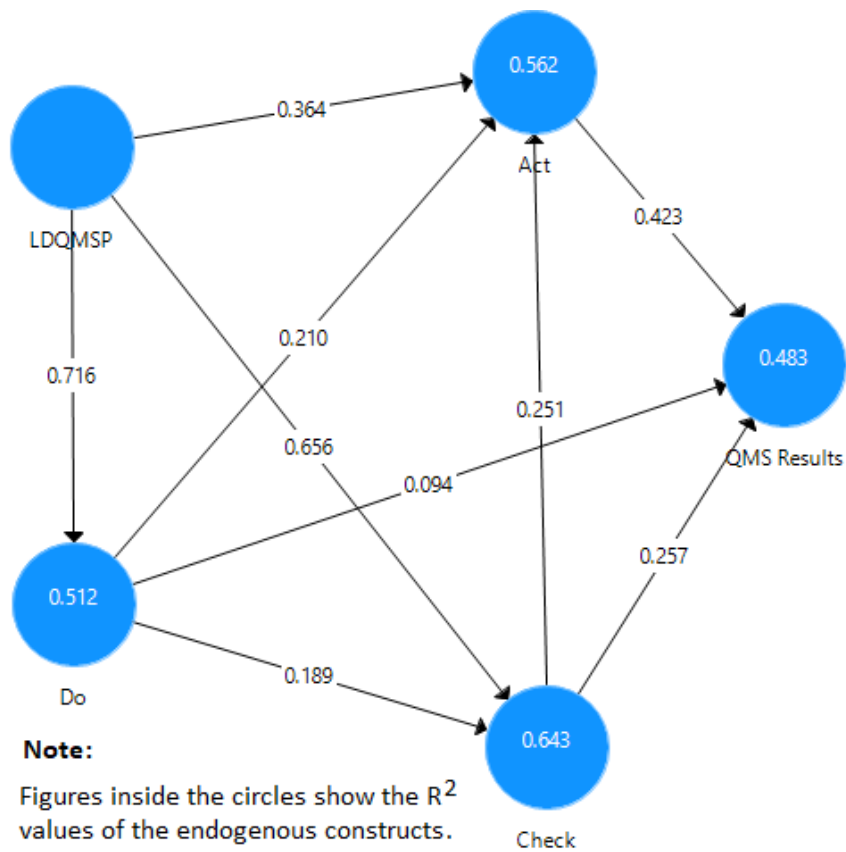 0.562
Act
0.364
LDQMSP
0.423
0.210
0.716
0.483
QMS Results
0.251
0.656
0.094
0.257
0.512
Do
0.189
0.643
Check
Note:
Figures inside the circles show the R²
values of the endogenous constructs.